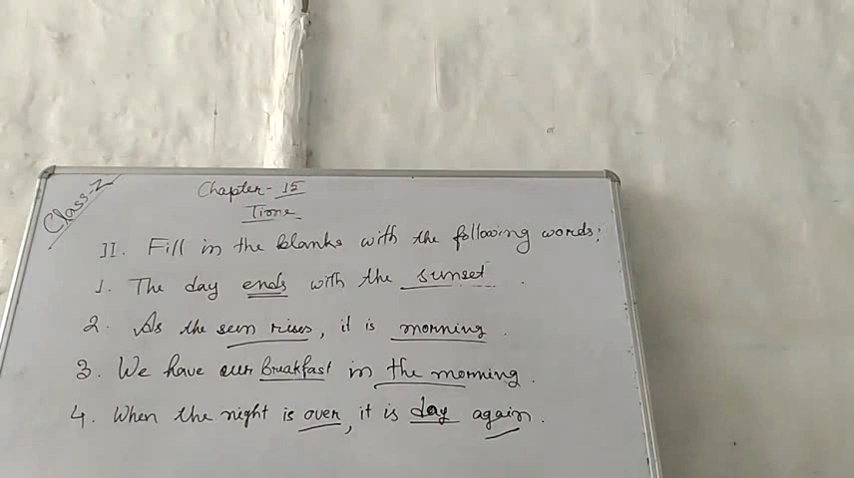 Class-2
Chapter-15
Time
II. Fill in the blanks with the following words:
1. The day ends with the sunset.
2. As the sun rises, it is morning.
3. We have our Breakfast in the morning.
4. When the night is over, it is day again.